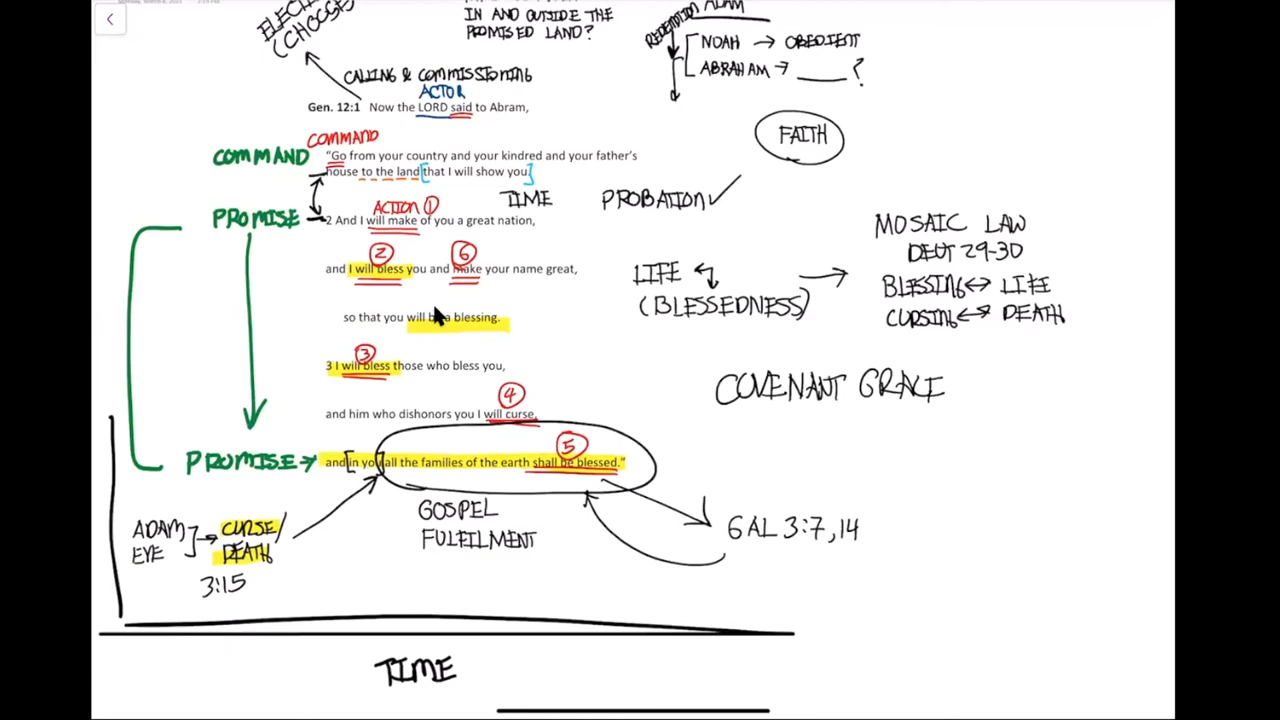 ELECT
(CHOOSES
IN AND OUTSIDE THE
PROMISED LAND?
REDEMPTION ADAM
NOAH → OBEDIENT
ABRAHAM → ____ ?
CALLING & COMMISSIONING
ACTOR
Gen. 12:1 Now the LORD said to Abram,
FAITH
COMMAND
COMMAND
“Go from your country and your kindred and your father’s
house to the land [that I will show you.]
TIME
PROBATION ✓
ACTION ①
PROMISE
2 And I will make of you a great nation,
MOSAIC LAW
DEUT 29-30
BLESSING ↔ LIFE
CURSING ↔ DEATH
② ⑥
and I will bless you and make your name great,
LIFE
(BLESSEDNESS)
so that you will be a blessing.
③
3 I will bless those who bless you,
COVENANT GRACE
④
and him who dishonors you I will curse,
⑤
PROMISE →
and [in you] all the families of the earth shall be blessed.”
GOSPEL
FULFILMENT
GAL 3:7,14
ADAM
EVE
→ CURSE/
DEATH
3:15
TIME